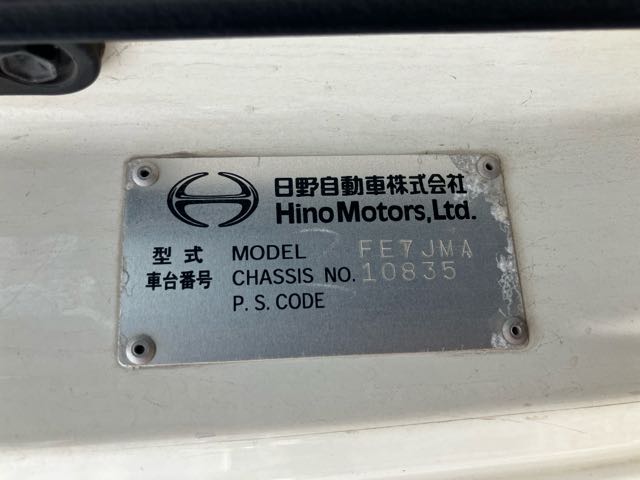 日野自動車株式会社
Hino Motors, Ltd.
型式 MODEL FE7JMA
車台番号 CHASSIS NO. 10835
P. S. CODE